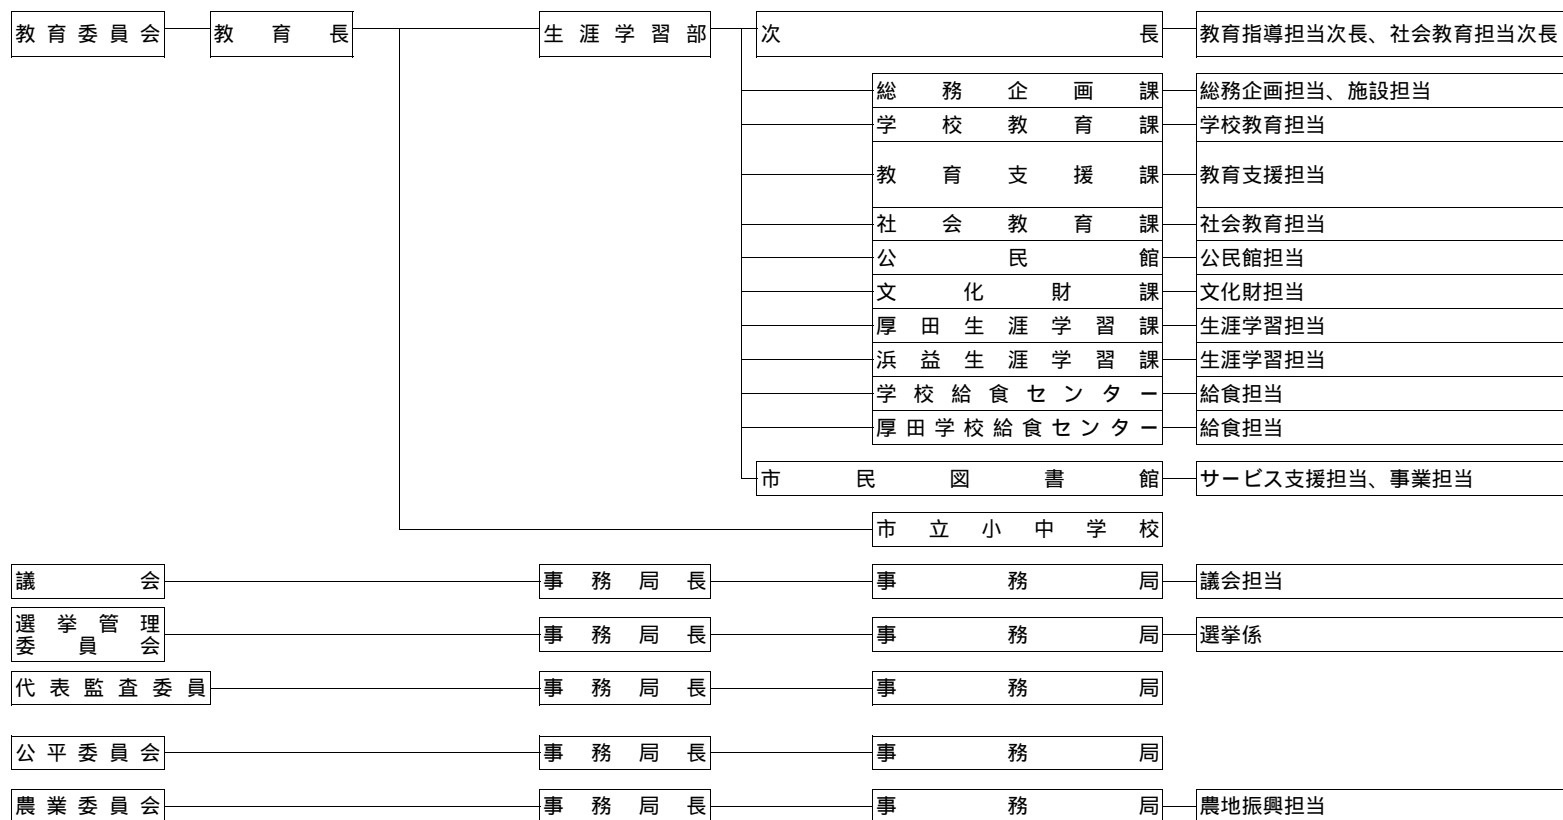 教育委員会 教育長 生涯学習部 次長 教育指導担当次長、社会教育担当次長
総務企画課 総務企画担当、施設担当
学校教育課 学校教育担当
教育支援課 教育支援担当
社会教育課 社会教育担当
公民館 公民館担当
文化財課 文化財担当
厚田生涯学習課 生涯学習担当
浜益生涯学習課 生涯学習担当
学校給食センター 給食担当
厚田学校給食センター 給食担当
市民図書館 サービス支援担当、事業担当
市立小中学校
議会 事務局長 事務局 議会担当
選挙管理
委員会 事務局長 事務局 選挙係
代表監査委員 事務局長 事務局
公平委員会 事務局長 事務局
農業委員会 事務局長 事務局 農地振興担当